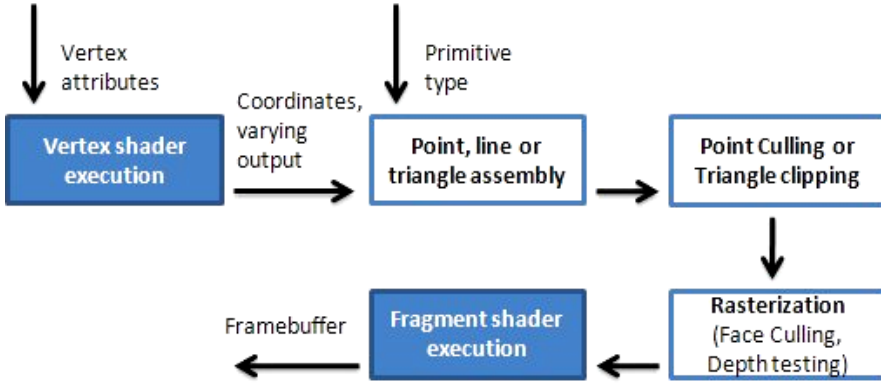 Vertex
attributes
Primitive
type
Vertex shader
execution
Coordinates,
varying
output
Point, line or
triangle assembly
Point Culling or
Triangle clipping
Rasterization
(Face Culling,
Depth testing)
Fragment shader
execution
Framebuffer